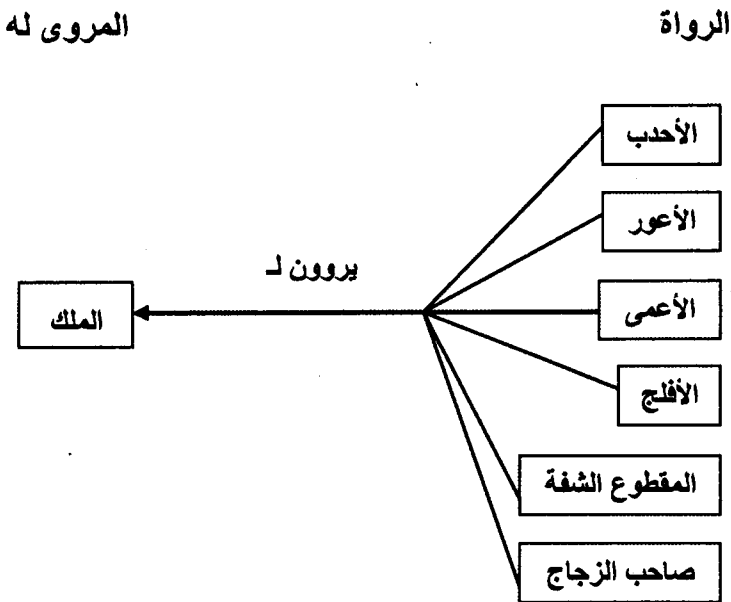 الرواة
المروى له
الأحدب
الأعور
يروون لـ
الأعمى
الملك
الأفلج
المقطوع الشفة
صاحب الزجاج